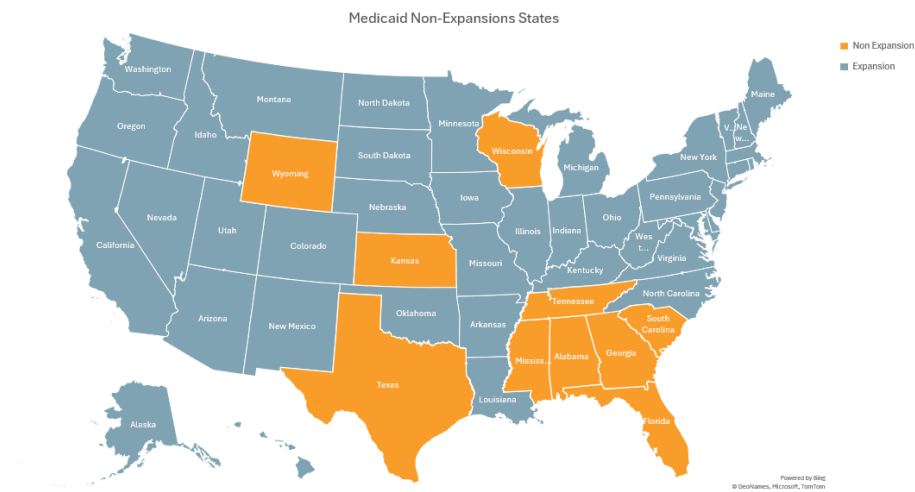 Medicaid Non-Expansions States
Non Expansion
Expansion
Washington
Maine
Montana
North Dakota
Minnesota
Oregon
Idaho
V...
Ne
w...
Wisconsin
South Dakota
New York
Michigan
Wyoming
Iowa
Pennsylvania
Nebraska
Nevada
Ohio
Utah
Illinois
Indiana
Wes
t...
California
Colorado
Virginia
Kansas
Missouri
Kentucky
North Carolina
Tennessee
Oklahoma
Arizona
New Mexico
Arkansas
South
Carolina
Mississ...
Alabama
Georgia
Texas
Louisiana
Florida
Alaska
Powered by Bing
© GeoNames, Microsoft, TomTom